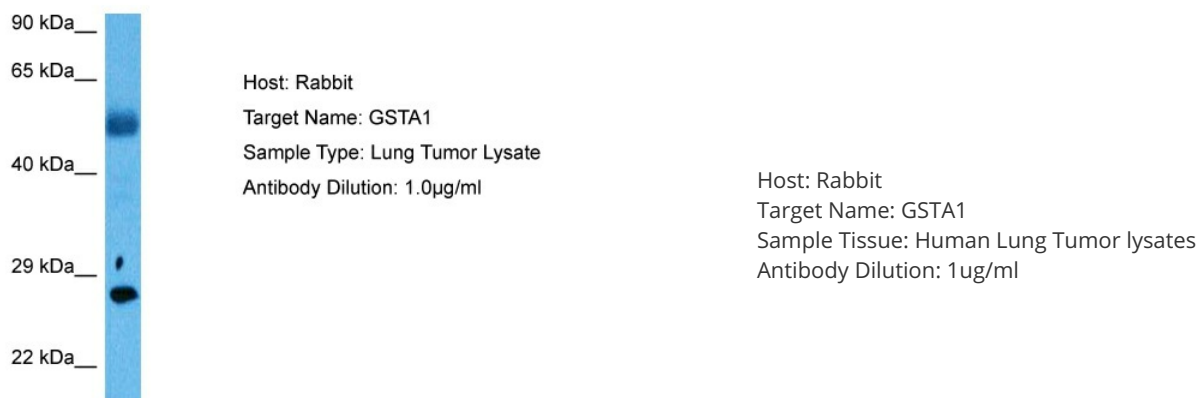 90 kDa__
65 kDa__
40 kDa__
29 kDa__
22 kDa__
Host: Rabbit
Target Name: GSTA1
Sample Type: Lung Tumor Lysate
Antibody Dilution: 1.0µg/ml
Host: Rabbit
Target Name: GSTA1
Sample Tissue: Human Lung Tumor lysates
Antibody Dilution: 1ug/ml